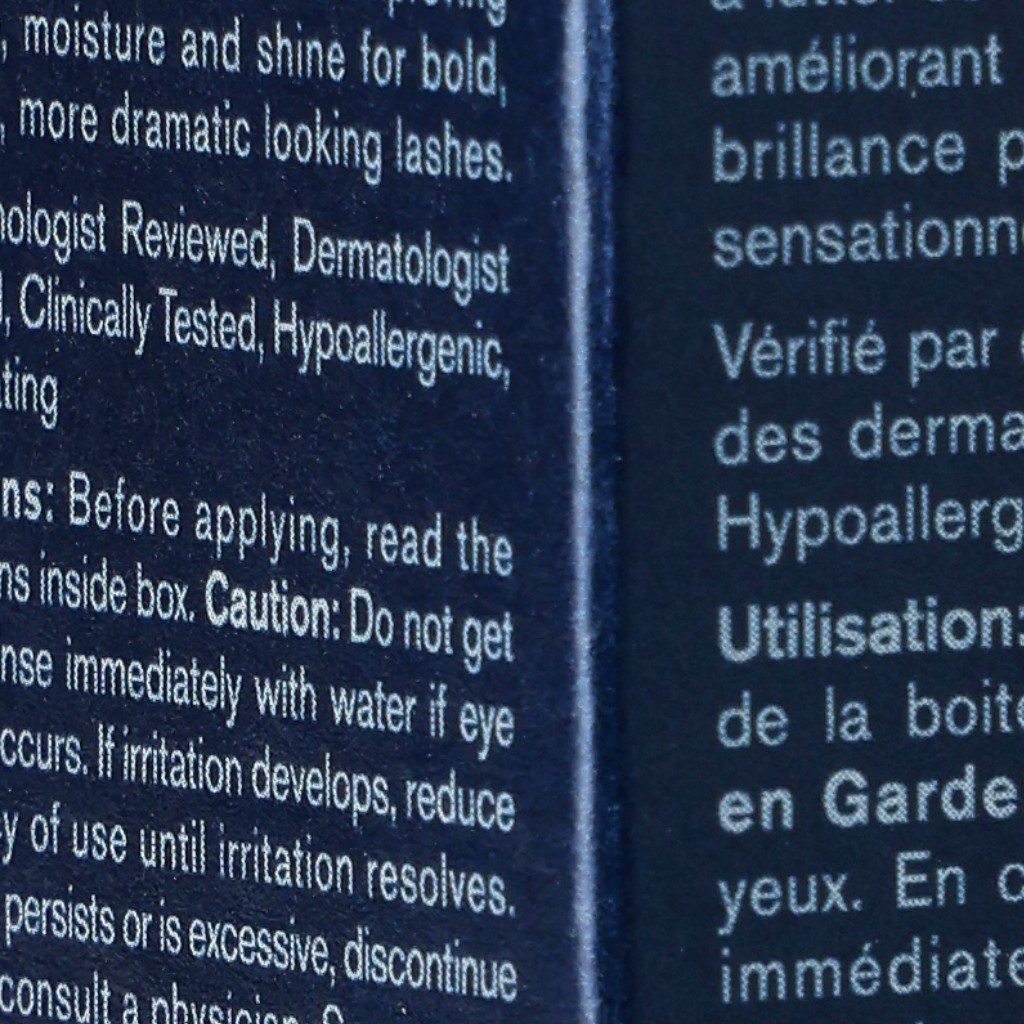 , moisture and shine for bold,
, more dramatic looking lashes.
Reviewed, Dermatologist
, Clinically Tested, Hypoallergenic,
ting
ns: Before applying, read the
ns inside box. Caution: Do not get
immediately with water if eye
ccurs. If irritation develops, reduce
y of use until irritation resolves.
persists or is excessive, discontinue
consult a physician.
améliorant
brillance p
sensationn
Vérifié par
des derma
Hypoallerg
Utilisation:
de la boite
en Garde
yeux. En c
immédiate